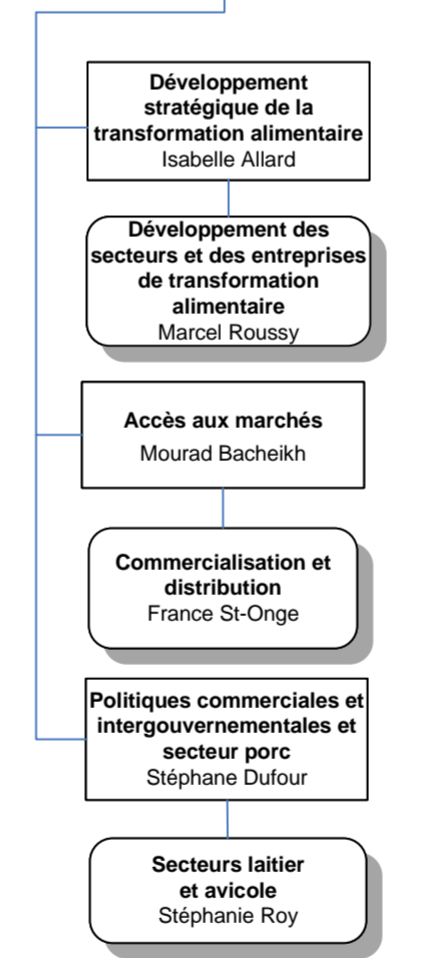 Développement
stratégique de la
transformation alimentaire
Isabelle Allard
Développement des
secteurs et des entreprises
de transformation
alimentaire
Marcel Roussy
Accès aux marchés
Mourad Bacheikh
Commercialisation et
distribution
France St-Onge
Politiques commerciales et
intergouvernementales et
secteur porc
Stéphane Dufour
Secteurs laitier
et avicole
Stéphanie Roy